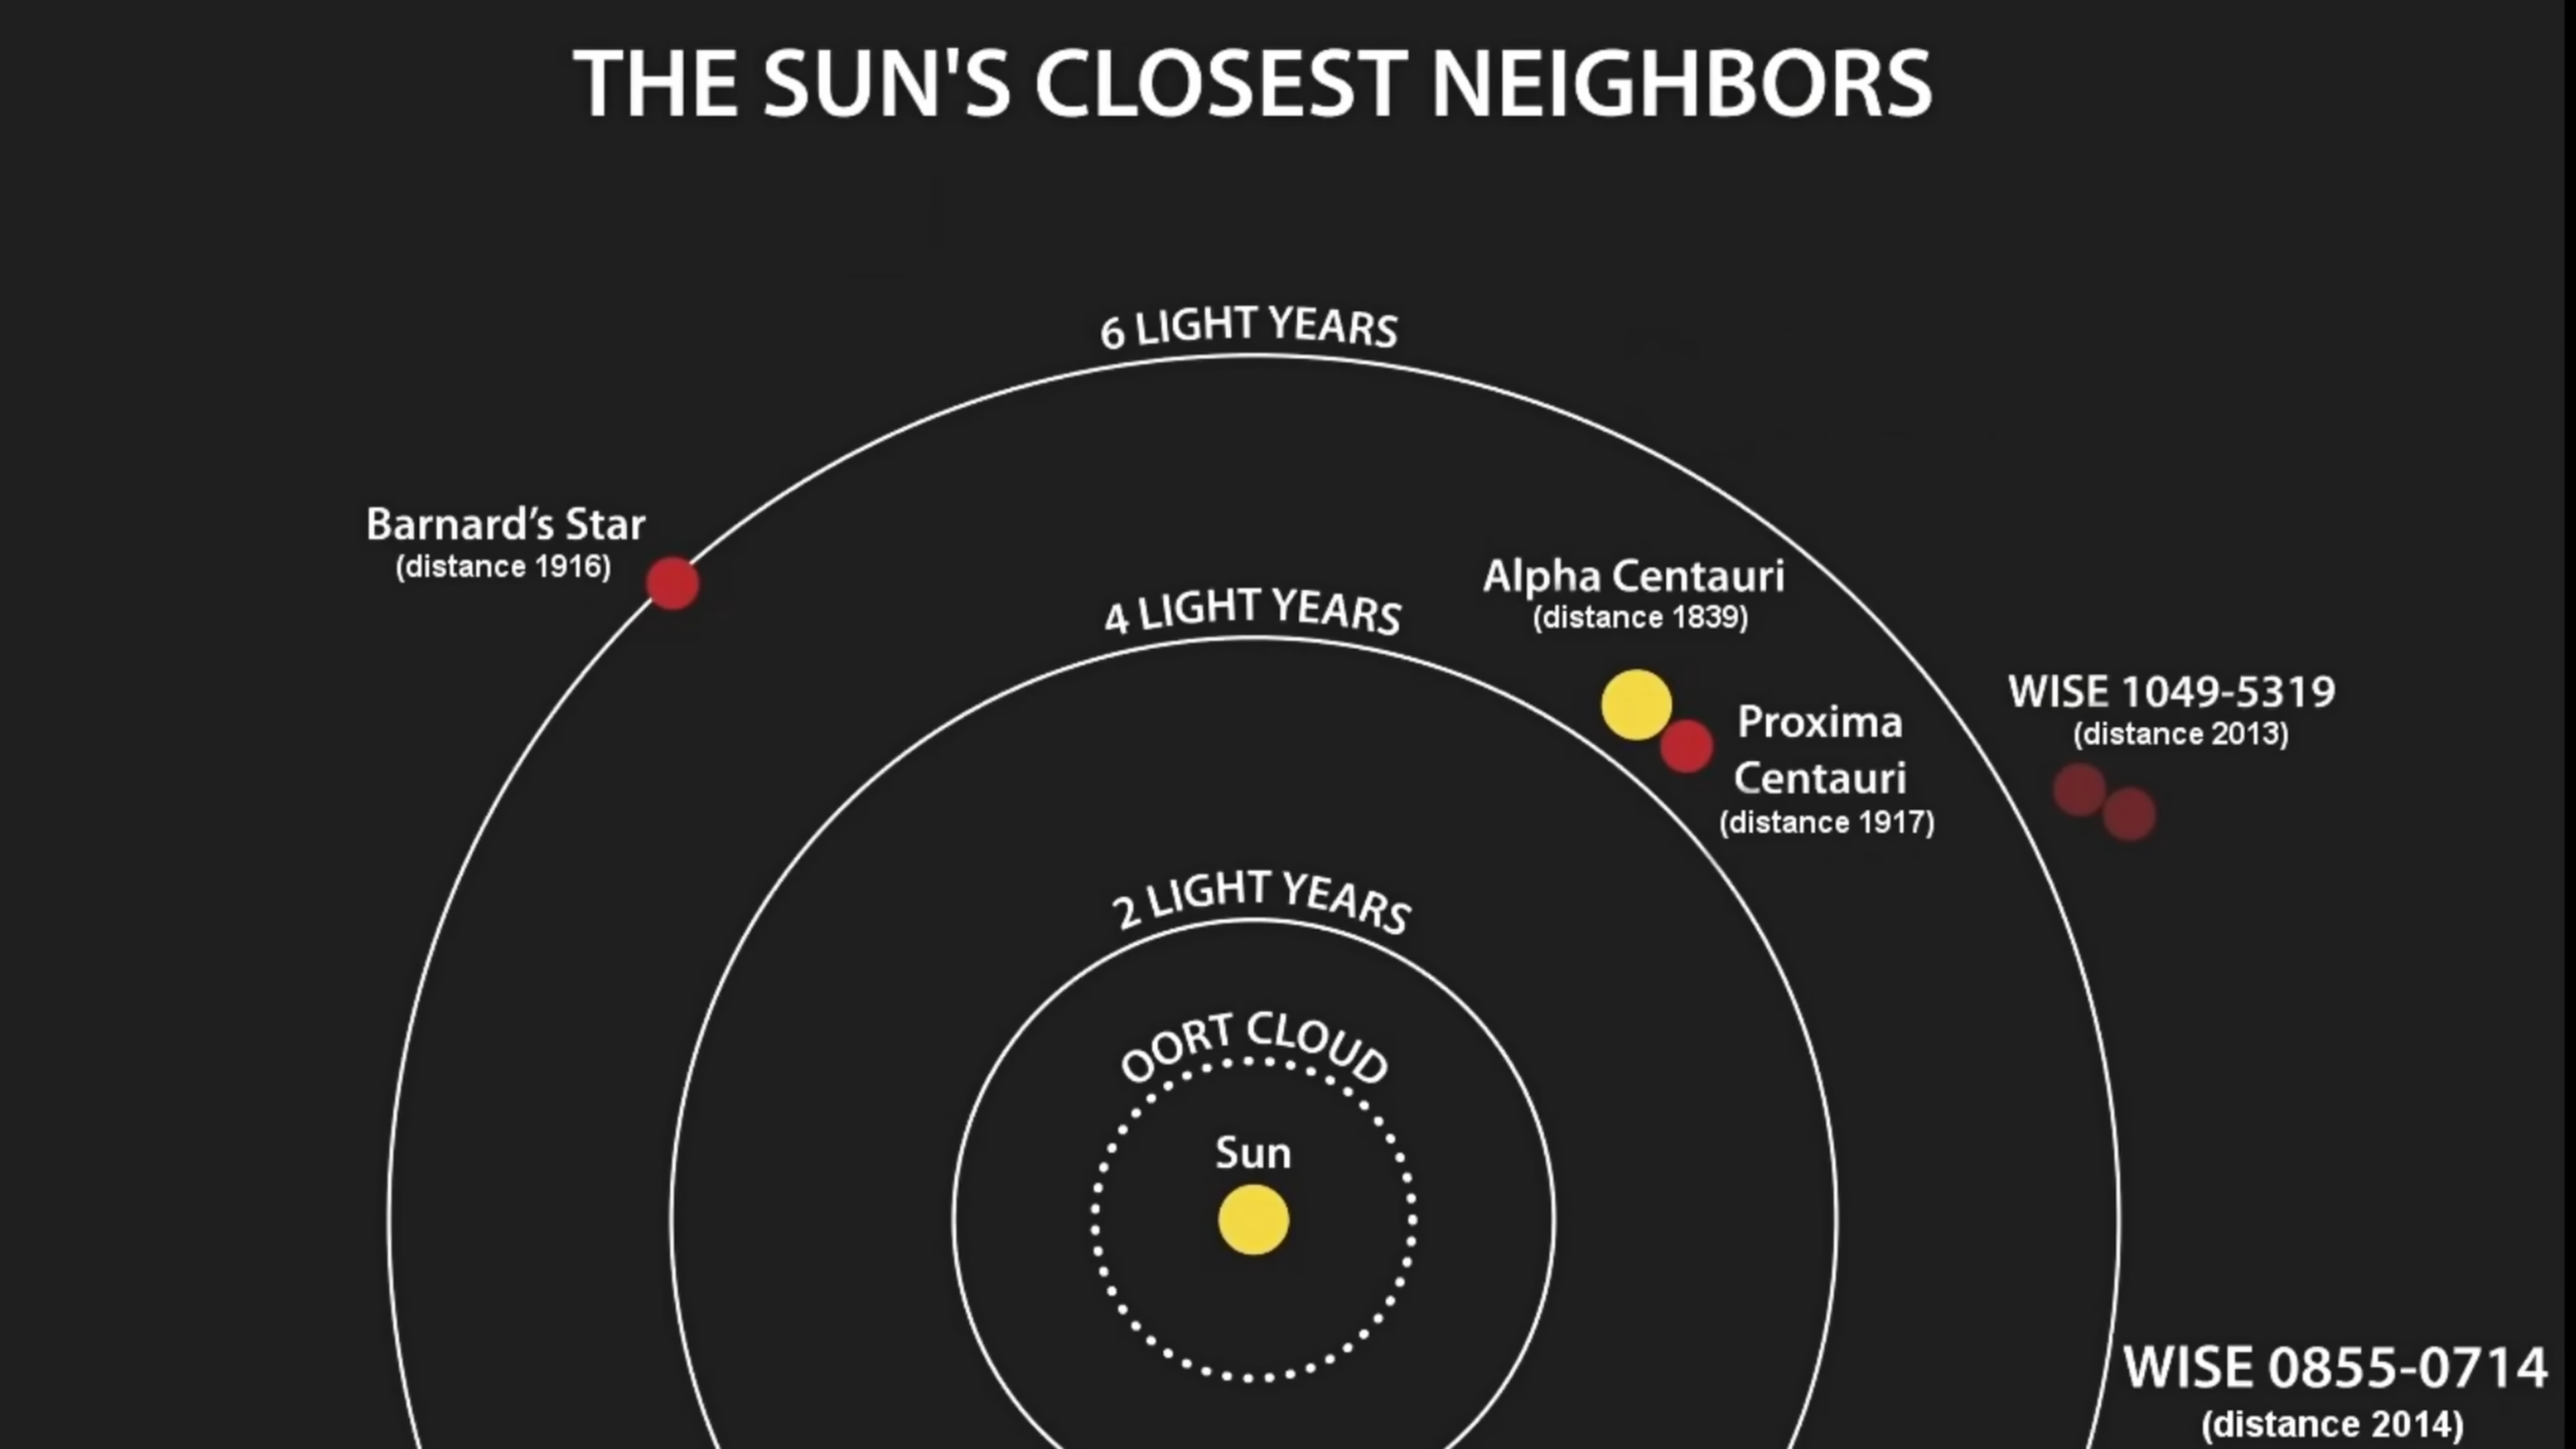 THE SUN'S CLOSEST NEIGHBORS
6 LIGHT YEARS
Barnard’s Star
(distance 1916)
4 LIGHT YEARS
Alpha Centauri
(distance 1839)
Proxima
Centauri
(distance 1917)
WISE 1049-5319
(distance 2013)
2 LIGHT YEARS
OORT CLOUD
Sun
WISE 0855-0714
(distance 2014)